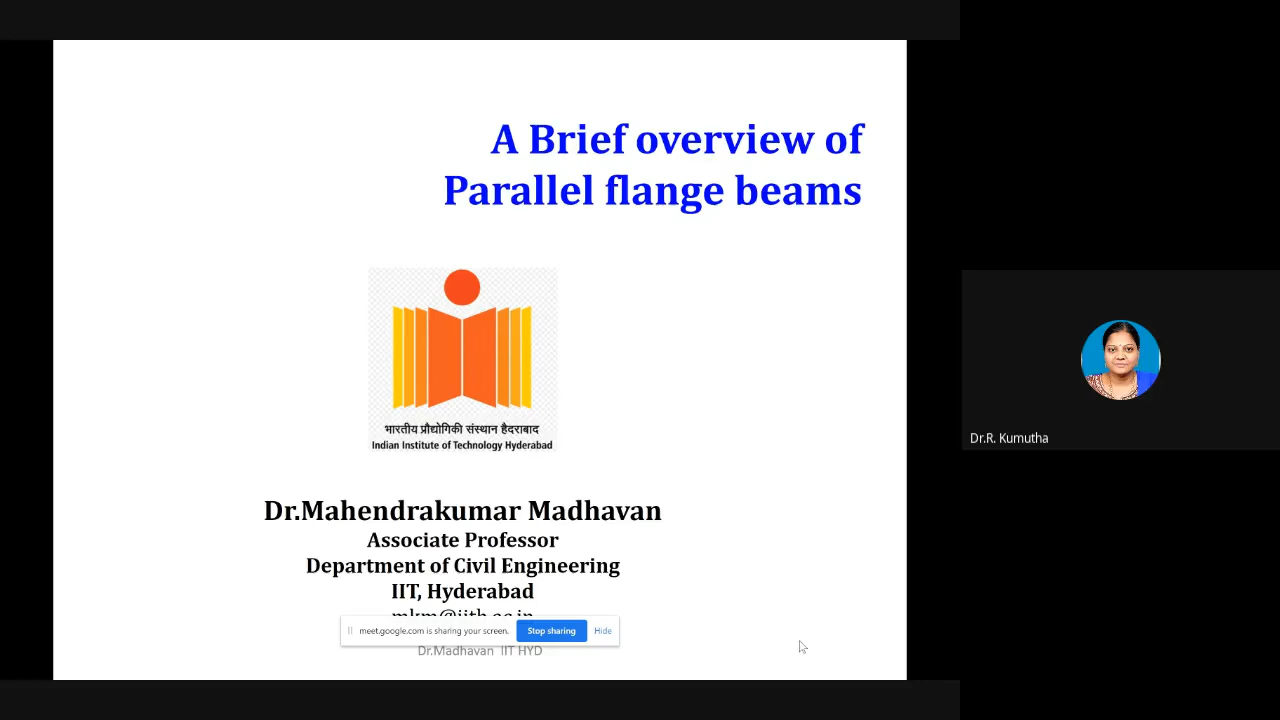 A Brief overview of
Parallel flange beams
भारतीय प्रौद्योगिकी संस्थान हैदराबाद
Indian Institute of Technology Hyderabad
Dr.Mahendrakumar Madhavan
Associate Professor
Department of Civil Engineering
IIT, Hyderabad
meet.google.com is sharing your screen.
Stop sharing
Hide
Dr.Madhavan IIT HYD
Dr.R. Kumutha